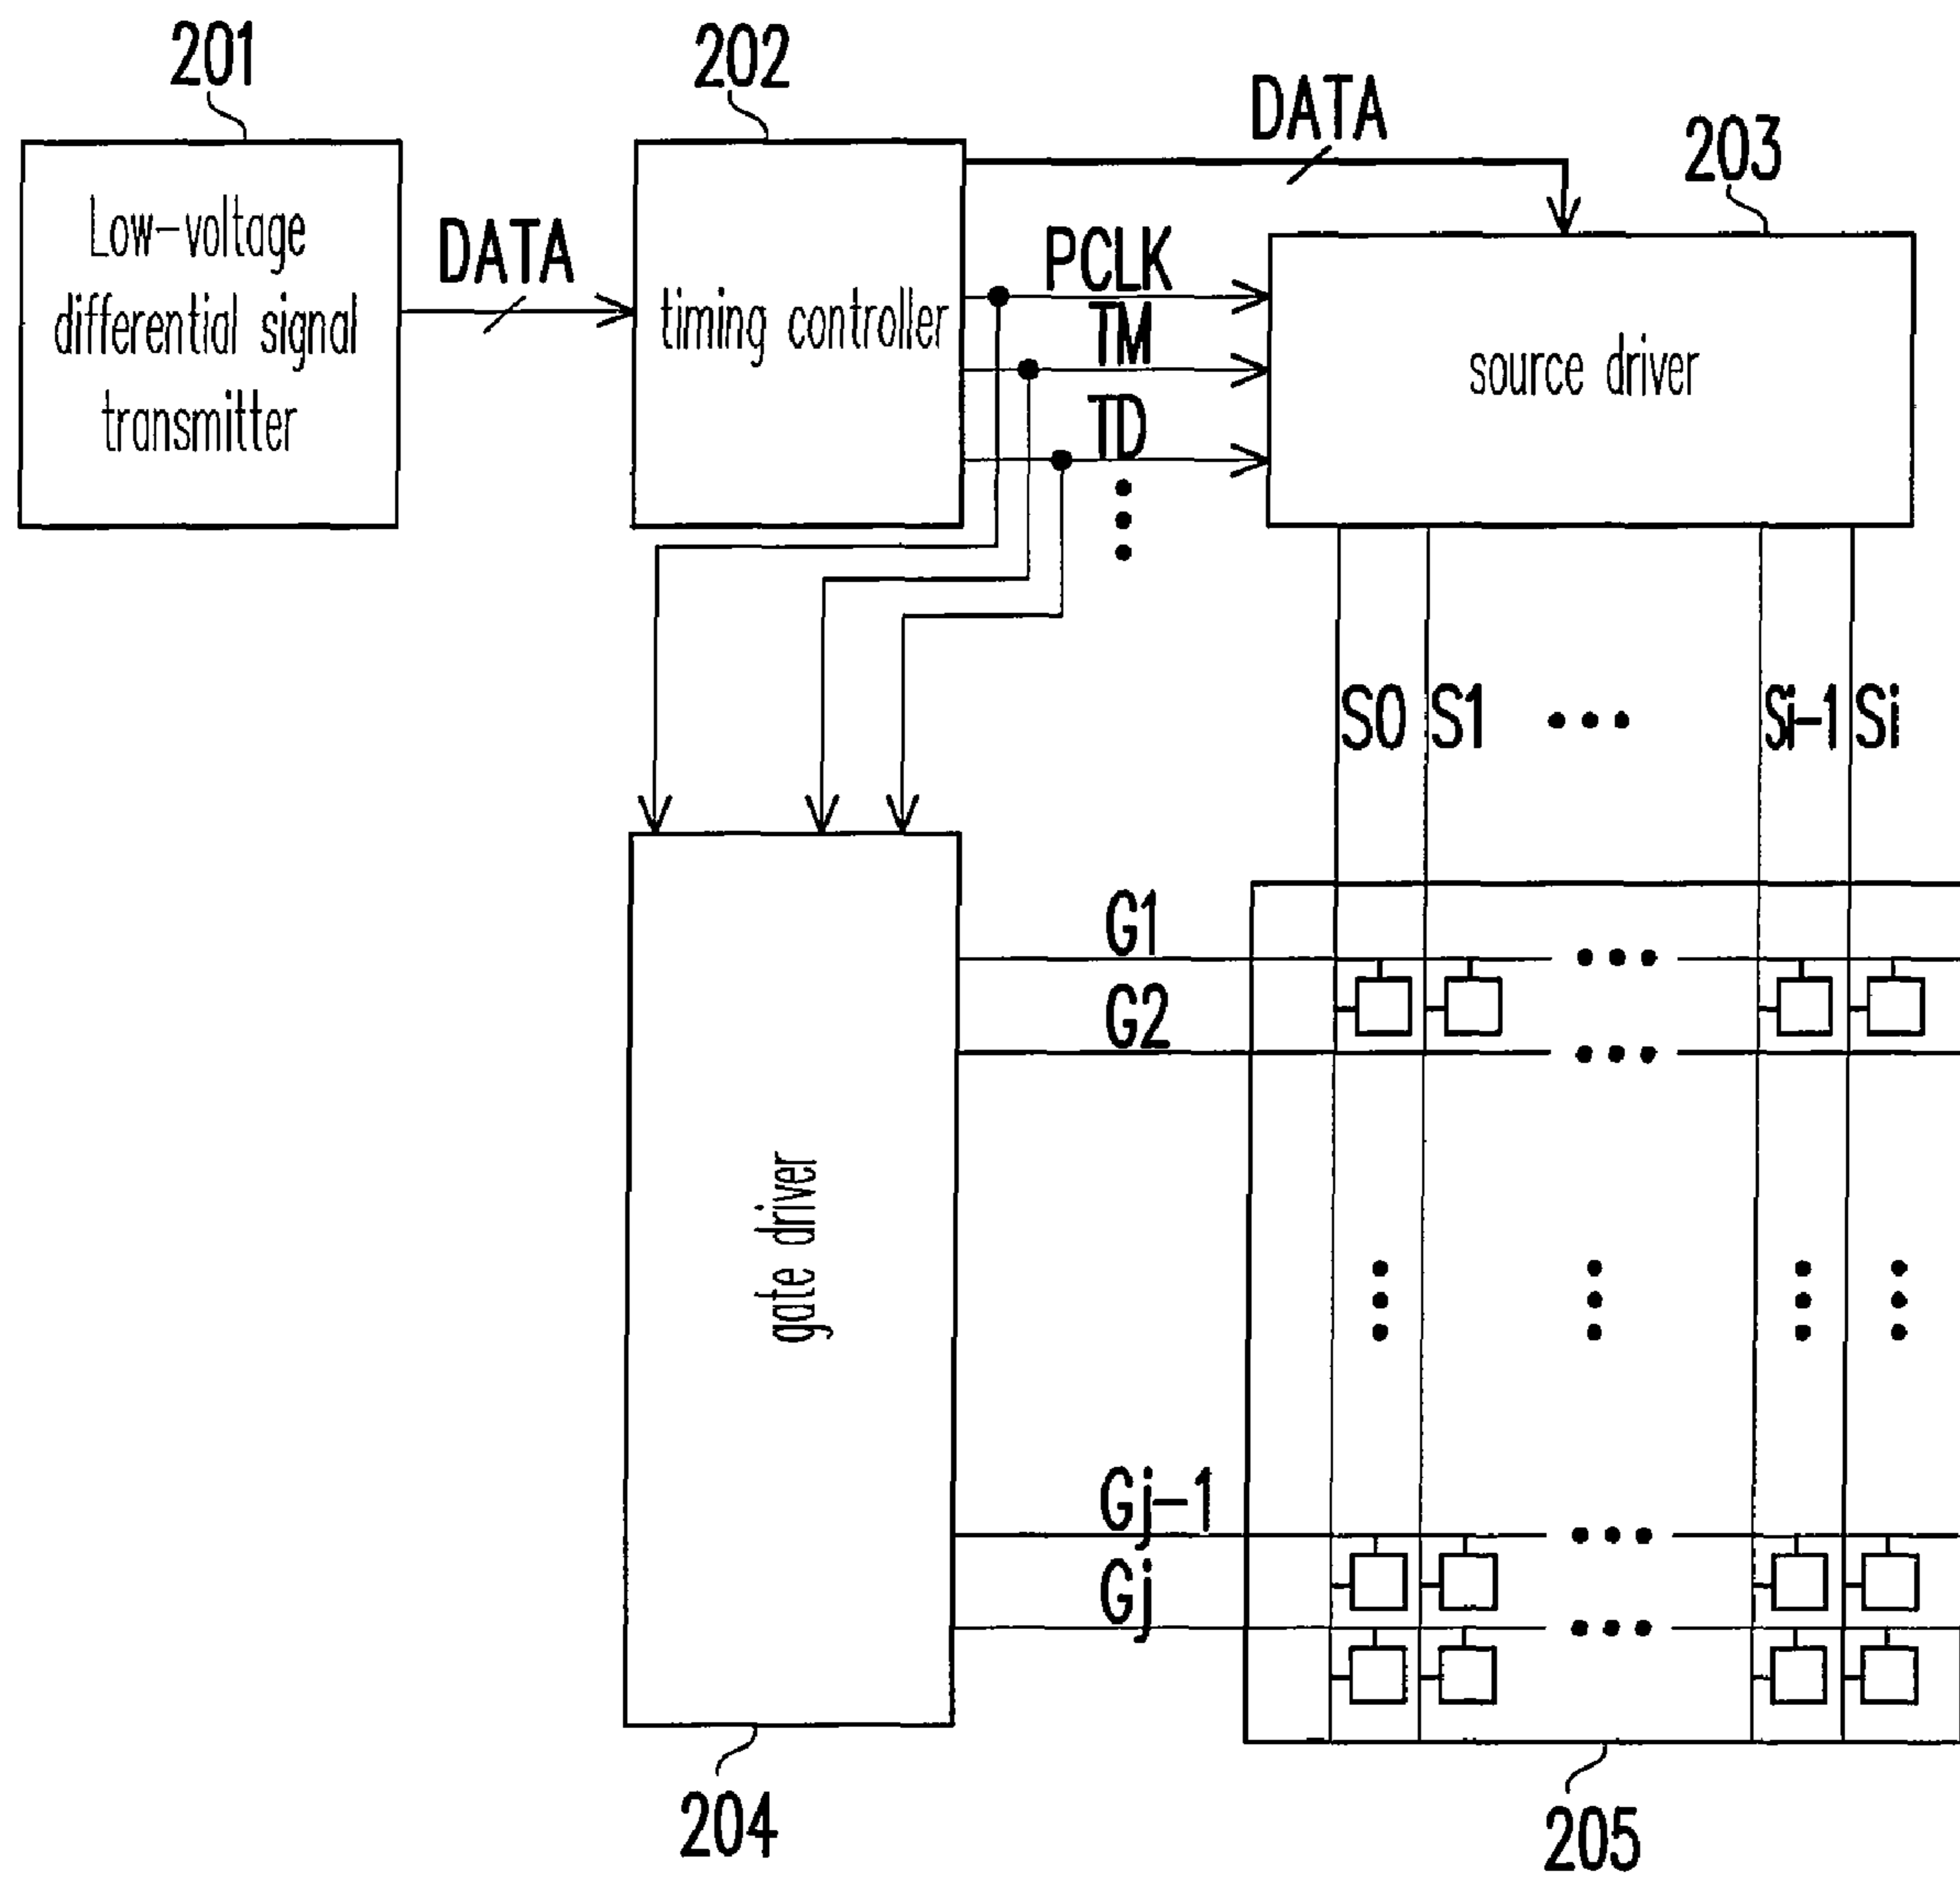 201
202
DATA
203
Low-voltage
differential signal
transmitter
DATA
timing controller
PCLK
TM
TD
source driver
S0 S1 ••• Si-1 Si
G1
G2
gate driver
Gj-1
Gj
204
205